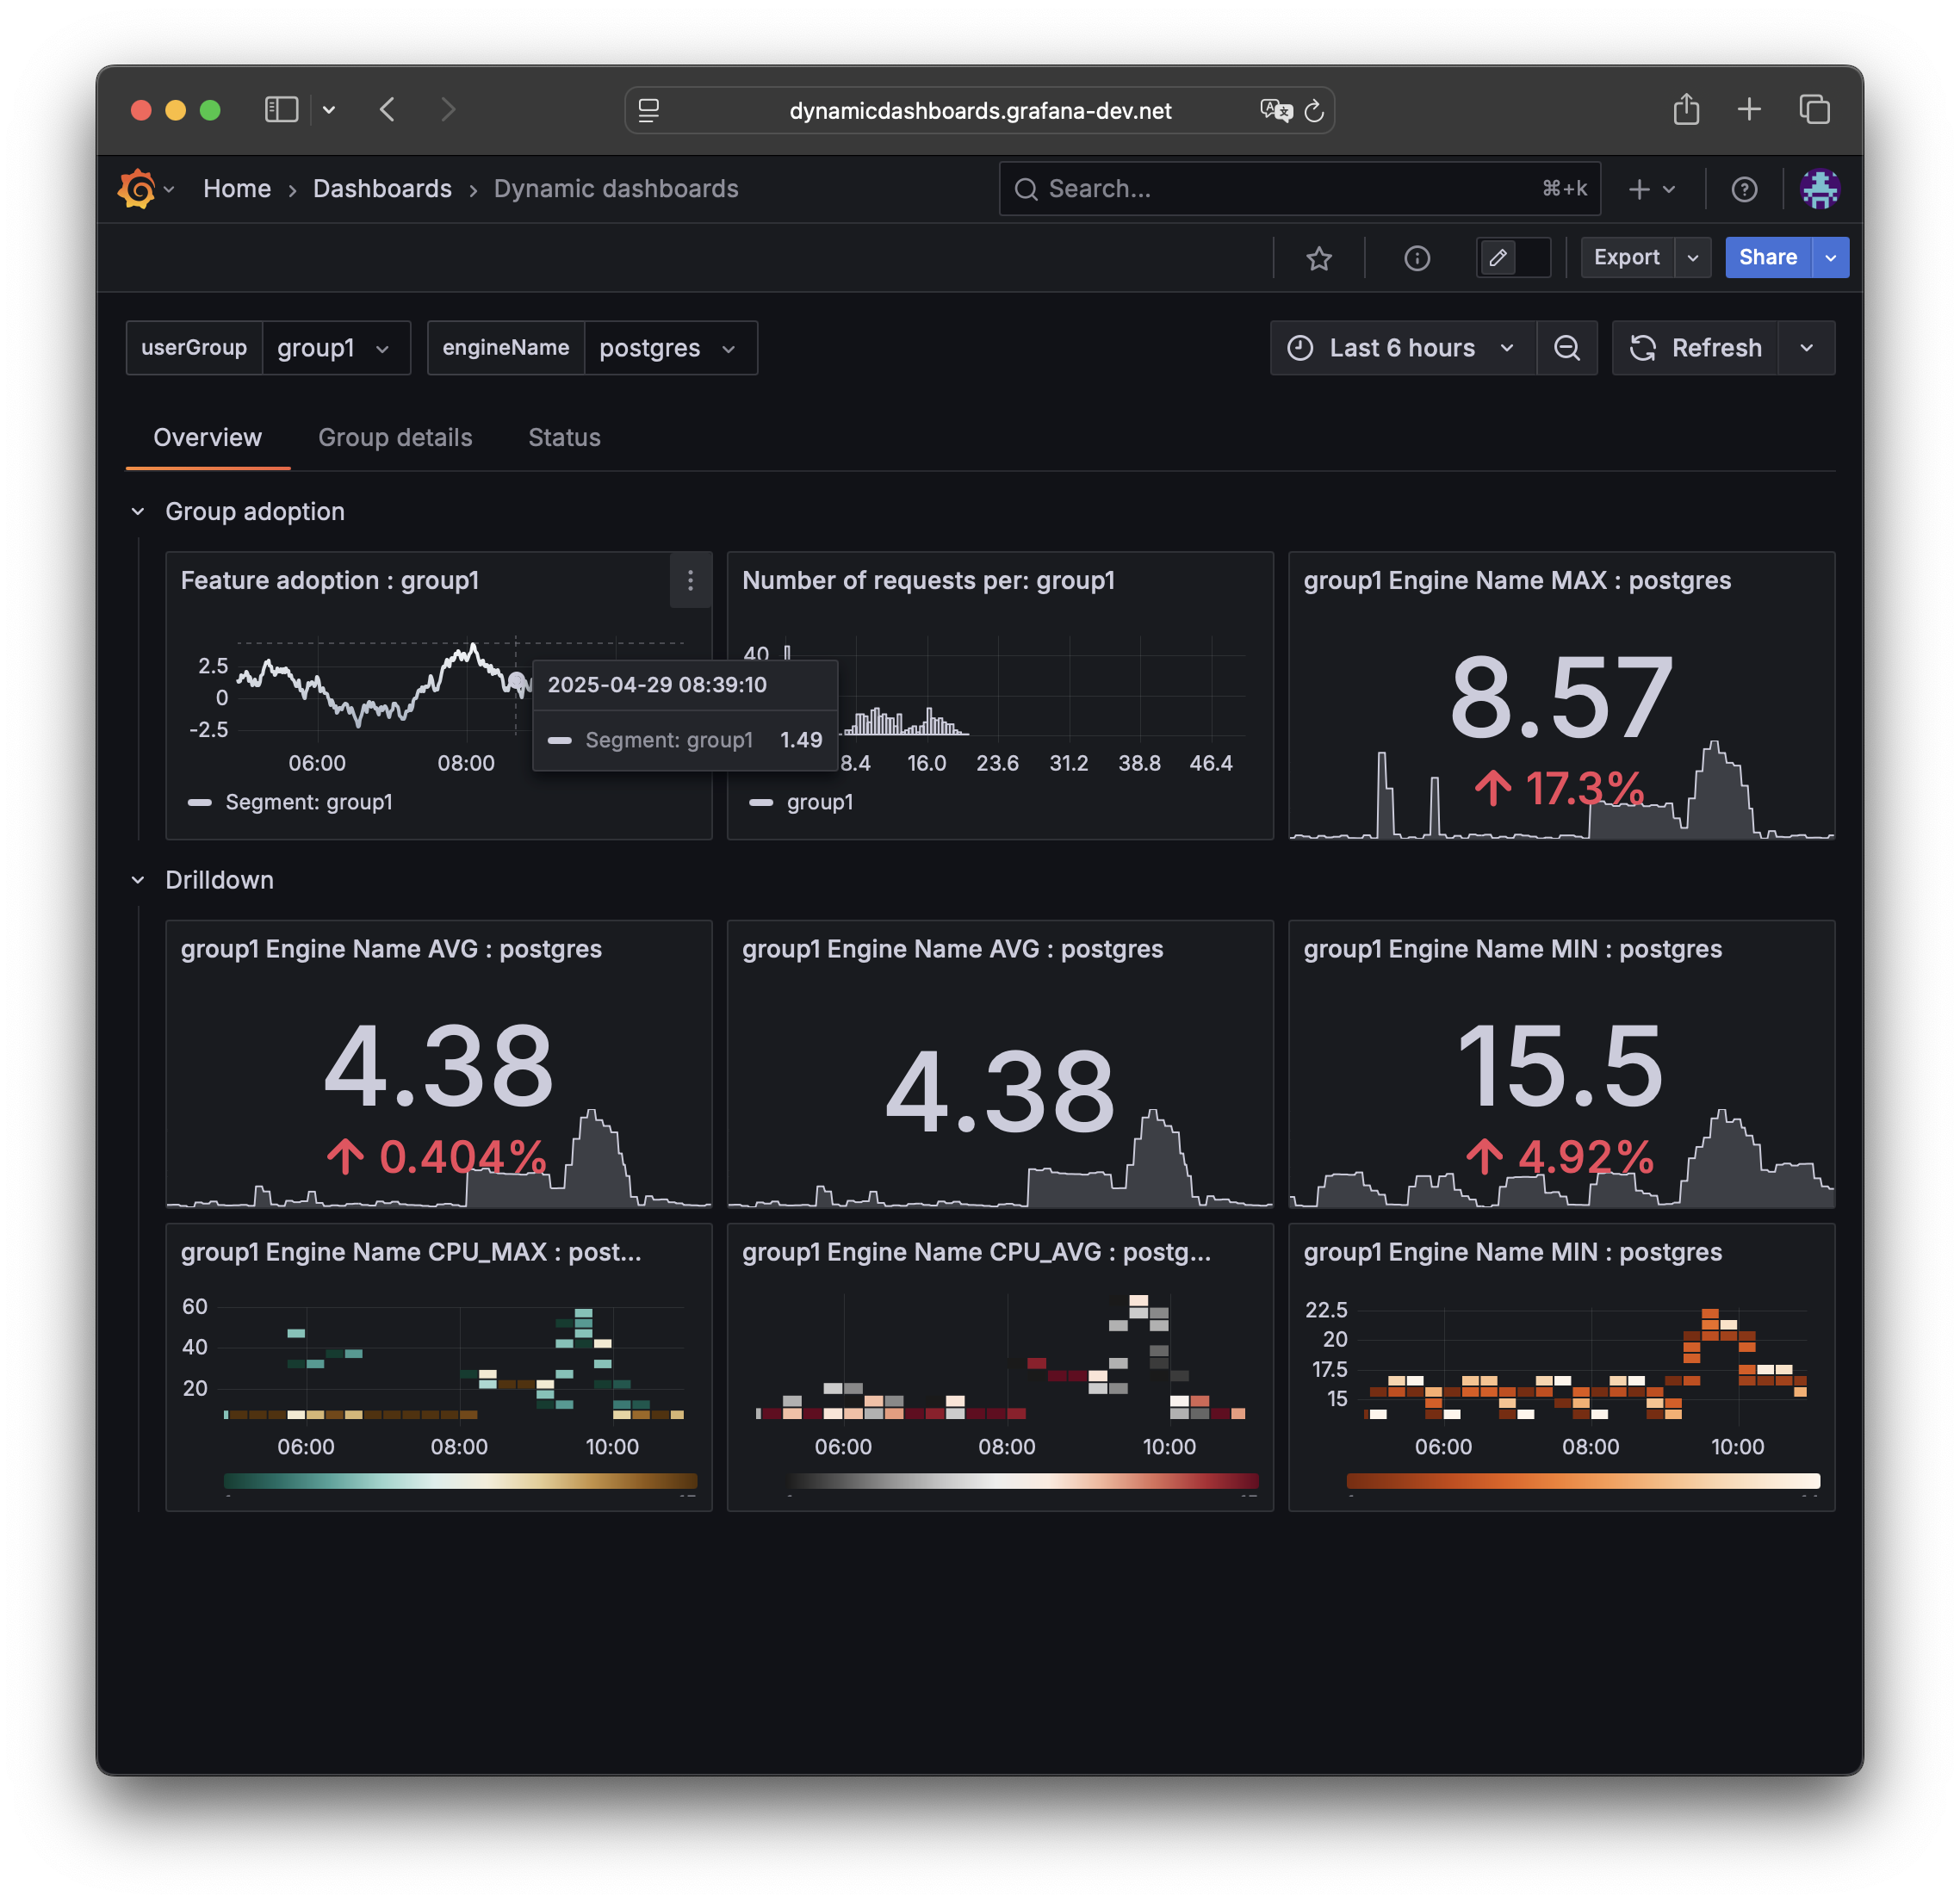 dynamicdashboards.grafana-dev.net
Home › Dashboards › Dynamic dashboards
Search...
⌘+k
Export
Share
userGroup
group1
engineName
postgres
Last 6 hours
Refresh
Overview
Group details
Status
Group adoption
Feature adoption : group1
2.5
0
-2.5
06:00
08:00
Segment: group1
2025-04-29 08:39:10
Segment: group1 1.49
Number of requests per: group1
40
8.4
16.0
23.6
31.2
38.8
46.4
group1
group1 Engine Name MAX : postgres
8.57
17.3%
Drilldown
group1 Engine Name AVG : postgres
4.38
0.404%
group1 Engine Name AVG : postgres
4.38
group1 Engine Name MIN : postgres
15.5
4.92%
group1 Engine Name CPU_MAX : post...
60
40
20
06:00
08:00
10:00
group1 Engine Name CPU_AVG : postg...
06:00
08:00
10:00
group1 Engine Name MIN : postgres
22.5
20
17.5
15
06:00
08:00
10:00